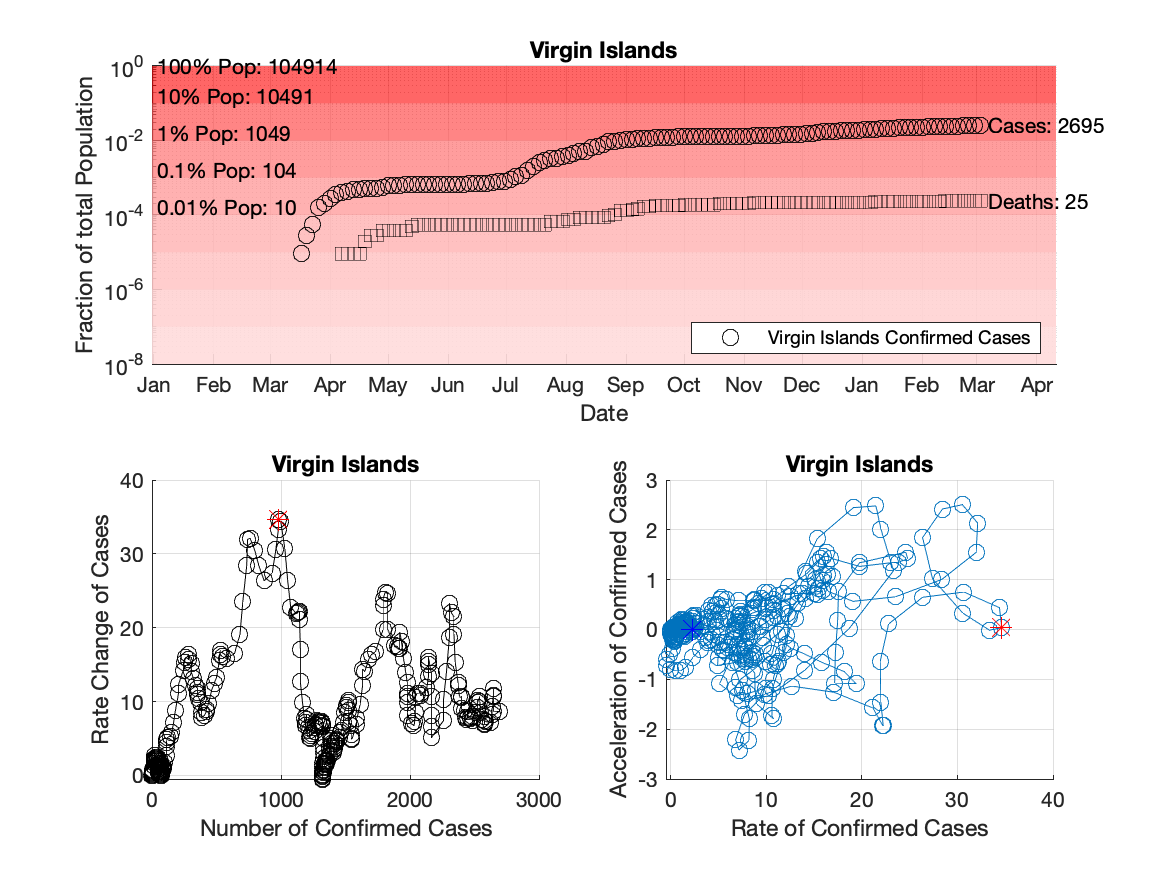 Virgin Islands
Fraction of total Population
10^0
10^-2
10^-4
10^-6
10^-8
100% Pop: 104914
10% Pop: 10491
1% Pop: 1049
0.1% Pop: 104
0.01% Pop: 10
Cases: 2695
Deaths: 25
Virgin Islands Confirmed Cases
Jan Feb Mar Apr May Jun Jul Aug Sep Oct Nov Dec Jan Feb Mar Apr
Date
Virgin Islands
Rate Change of Cases
40
30
20
10
0
0 1000 2000 3000
Number of Confirmed Cases
Virgin Islands
Acceleration of Confirmed Cases
3
2
1
0
-1
-2
-3
0 10 20 30 40
Rate of Confirmed Cases